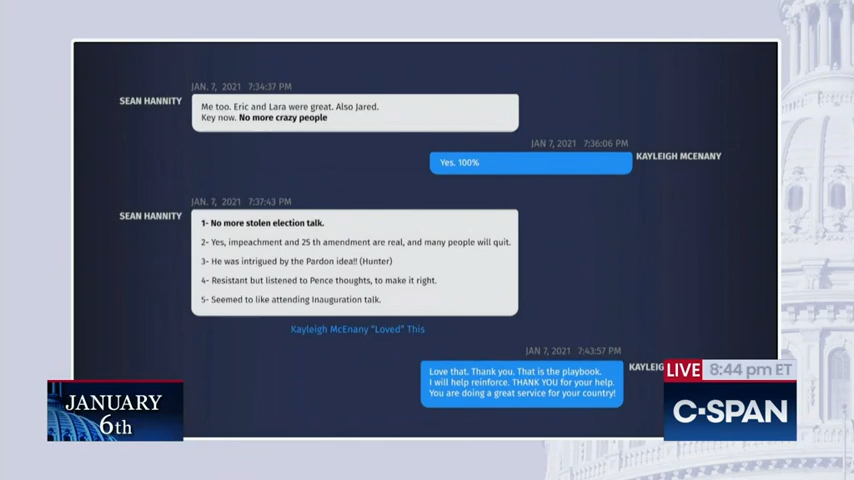 JAN. 7, 2021 7:34:37 PM
SEAN HANNITY
Me too. Eric and Lara were great. Also Jared.
Key now. No more crazy people
JAN 7, 2021 7:36:06 PM
Yes. 100%
KAYLEIGH MCENANY
JAN. 7, 2021 7:37:43 PM
SEAN HANNITY
1- No more stolen election talk.
2- Yes, impeachment and 25 th amendment are real, and many people will quit.
3- He was intrigued by the Pardon idea!! (Hunter)
4- Resistant but listened to Pence thoughts, to make it right.
5- Seemed to like attending Inauguration talk.
Kayleigh McEnany "Loved" This
JAN 7, 2021 7:43:57 PM
Love that. Thank you. That is the playbook.
I will help reinforce. THANK YOU for your help.
You are doing a great service for your country!
KAYLEIG
LIVE 8:44 pm ET
C-SPAN
JANUARY
6th